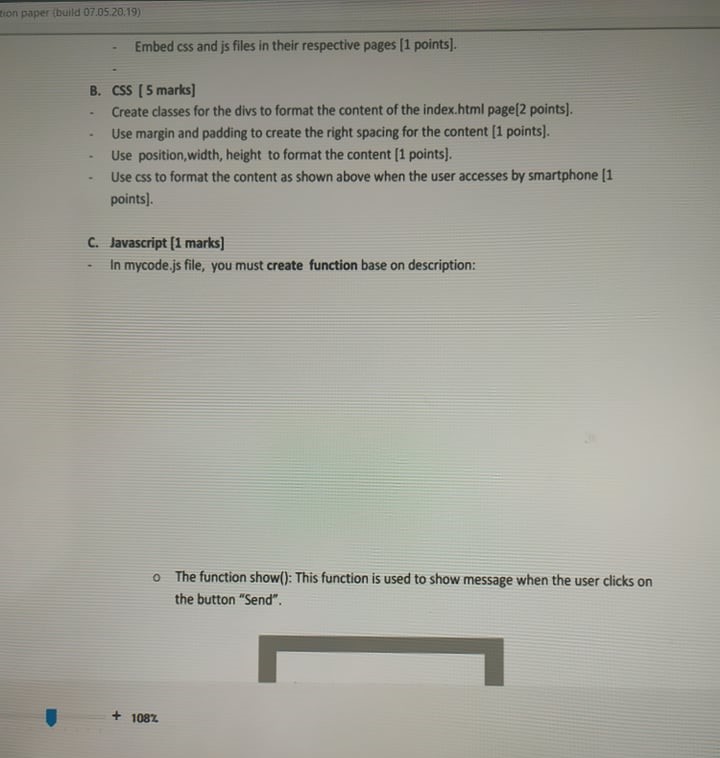 tion paper (build 07.05.20.19)
- Embed css and js files in their respective pages [1 points].
-
B. CSS [ 5 marks]
- Create classes for the divs to format the content of the index.html page[2 points].
- Use margin and padding to create the right spacing for the content [1 points].
- Use position,width, height to format the content [1 points].
- Use css to format the content as shown above when the user accesses by smartphone [1
points].
C. Javascript [1 marks]
- In mycode.js file, you must create function base on description:
o The function show(): This function is used to show message when the user clicks on
the button “Send”.
+ 108%